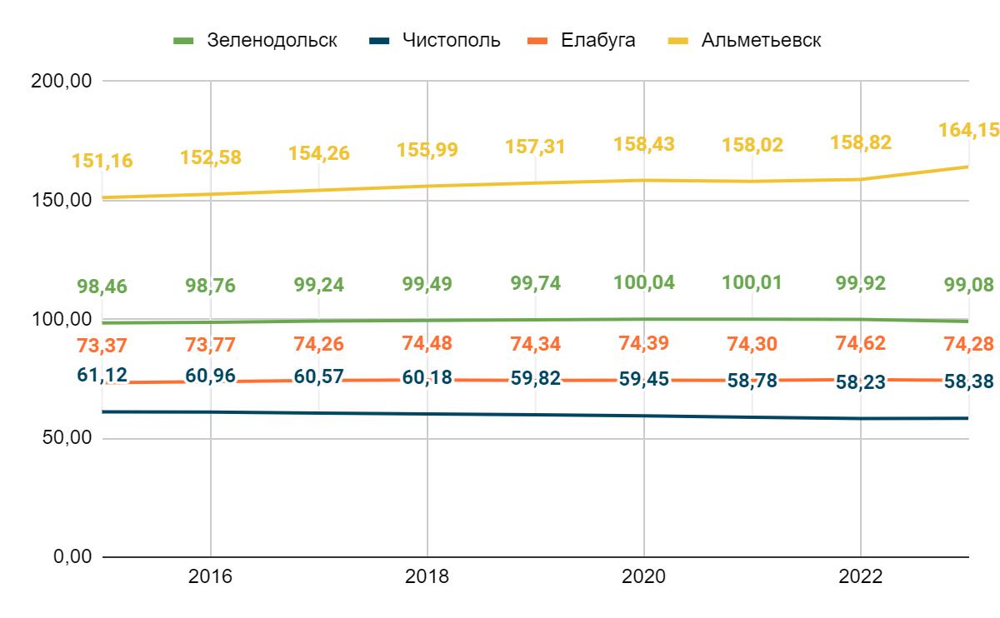 Зеленодольск Чистополь Елабуга Альметьевск
200,00
151,16 152,58 154,26 155,99 157,31 158,43 158,02 158,82 164,15
150,00
98,46 98,76 99,24 99,49 99,74 100,04 100,01 99,92 99,08
100,00
73,37 73,77 74,26 74,48 74,34 74,39 74,30 74,62 74,28
61,12 60,96 60,57 60,18 59,82 59,45 58,78 58,23 58,38
50,00
0,00
2016 2018 2020 2022